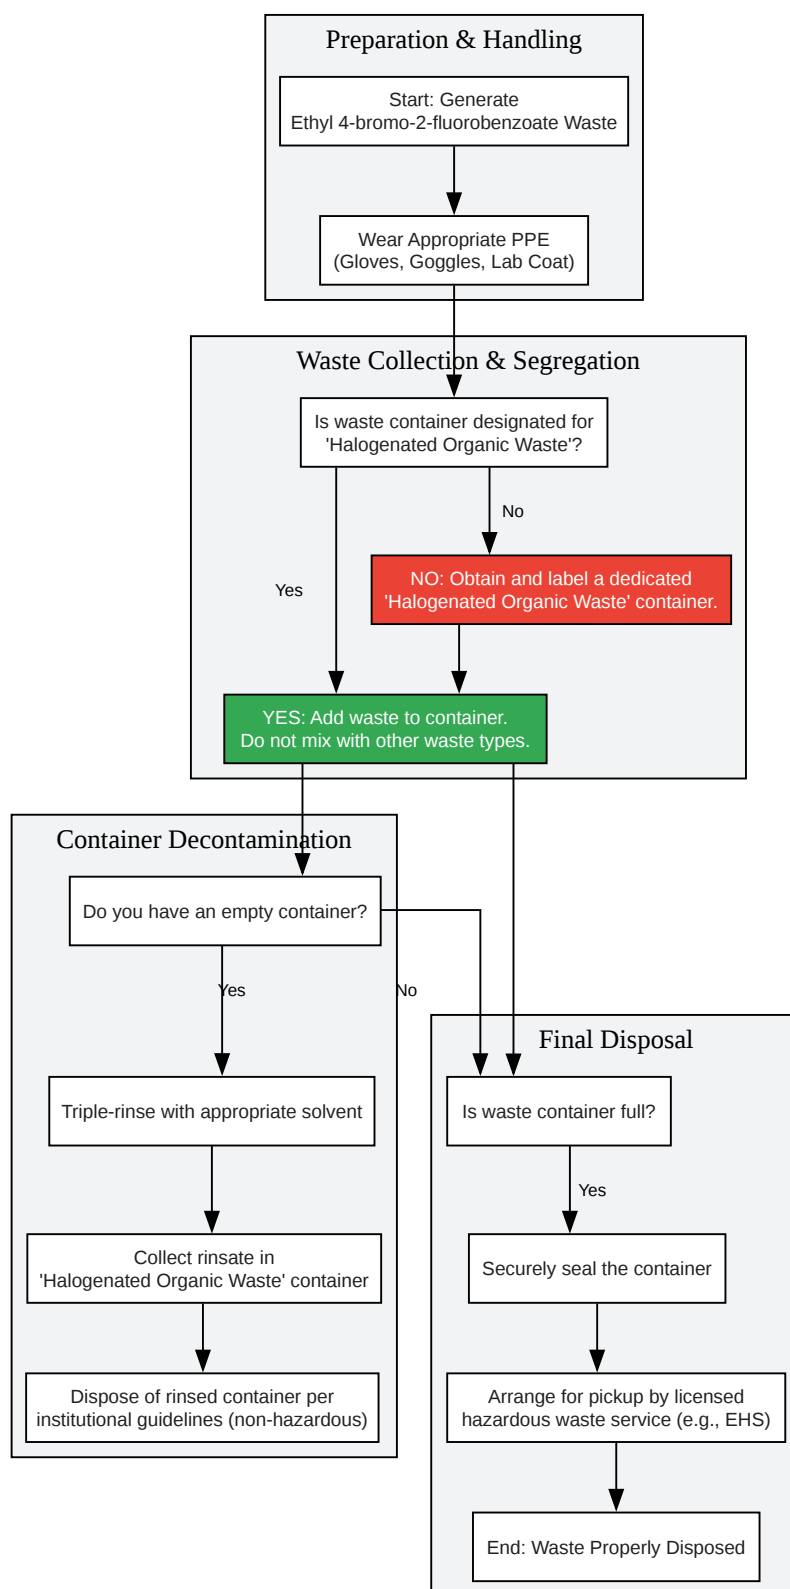 Preparation & Handling
Start: Generate
Ethyl 4-bromo-2-fluorobenzoate Waste
Wear Appropriate PPE
(Gloves, Goggles, Lab Coat)
Waste Collection & Segregation
Is waste container designated for
'Halogenated Organic Waste'?
No
Yes
NO: Obtain and label a dedicated
'Halogenated Organic Waste' container.
YES: Add waste to container.
Do not mix with other waste types.
Container Decontamination
Do you have an empty container?
Yes
No
Final Disposal
Triple-rinse with appropriate solvent
Is waste container full?
Yes
Collect rinsate in
'Halogenated Organic Waste' container
Securely seal the container
Dispose of rinsed container per
institutional guidelines (non-hazardous)
Arrange for pickup by licensed
hazardous waste service (e.g., EHS)
End: Waste Properly Disposed